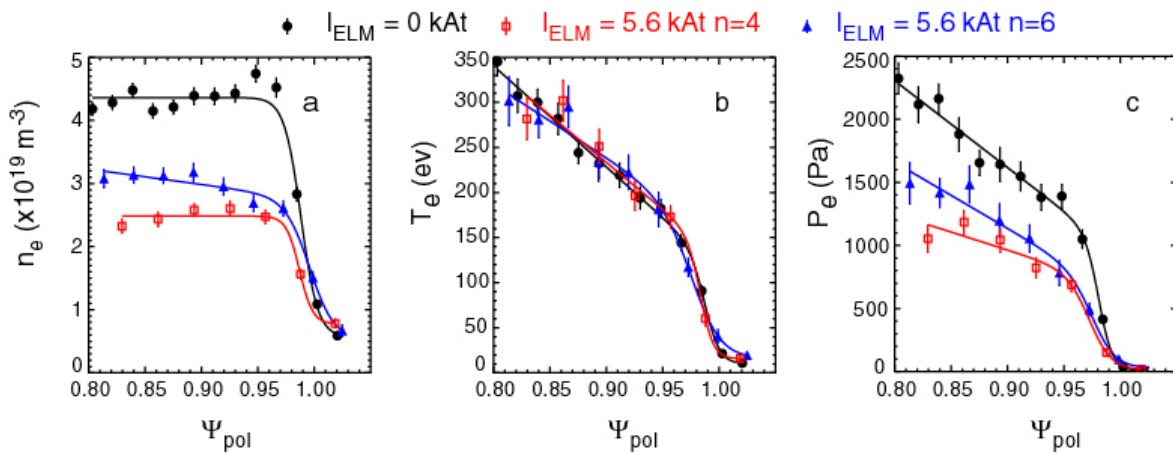 I_ELM = 0 kAt I_ELM = 5.6 kAt n=4 I_ELM = 5.6 kAt n=6
n_e (x10^19 m^-3)
5
4
3
2
1
0
a
0.80 0.85 0.90 0.95 1.00
Ψ_pol
T_e (ev)
350
300
250
200
150
100
50
0
b
0.80 0.85 0.90 0.95 1.00
Ψ_pol
P_e (Pa)
2500
2000
1500
1000
500
0
c
0.80 0.85 0.90 0.95 1.00
Ψ_pol